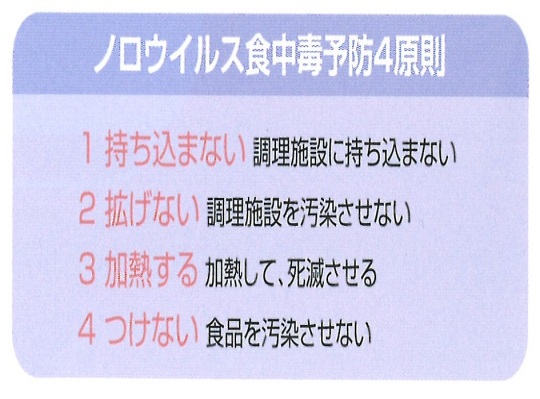 ノロウイルス食中毒予防4原則
1 持ち込まない 調理施設に持ち込まない
2 拡げない 調理施設を汚染させない
3 加熱する 加熱して、死滅させる
4 つけない 食品を汚染させない